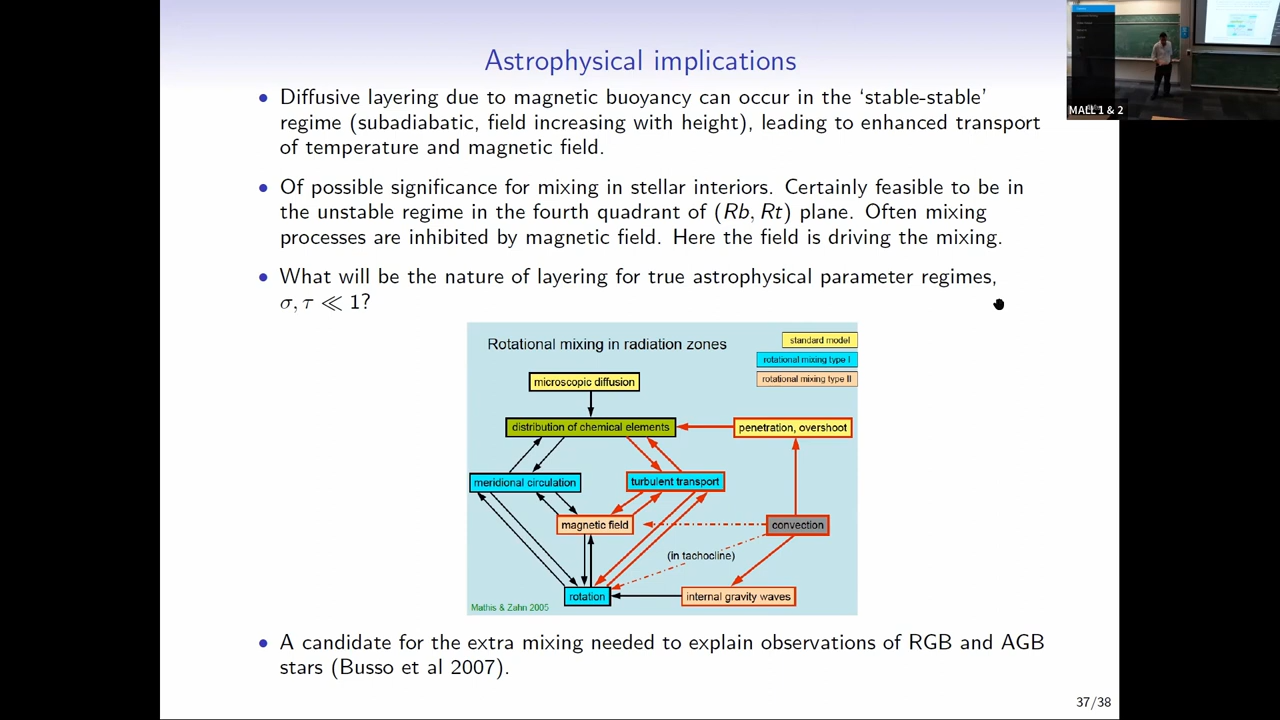 Astrophysical implications
• Diffusive layering due to magnetic buoyancy can occur in the ‘stable-stable’
regime (subadiabatic, field increasing with height), leading to enhanced transport
of temperature and magnetic field.
• Of possible significance for mixing in stellar interiors. Certainly feasible to be in
the unstable regime in the fourth quadrant of (Rb, Rt) plane. Often mixing
processes are inhibited by magnetic field. Here the field is driving the mixing.
• What will be the nature of layering for true astrophysical parameter regimes,
σ, τ ≪ 1?
Rotational mixing in radiation zones
standard model
rotational mixing type I
rotational mixing type II
microscopic diffusion
distribution of chemical elements
penetration, overshoot
meridional circulation
turbulent transport
magnetic field
convection
(in tachocline)
rotation
internal gravity waves
Mathis & Zahn 2005
• A candidate for the extra mixing needed to explain observations of RGB and AGB
stars (Busso et al 2007).
37/38
MALL 1 & 2